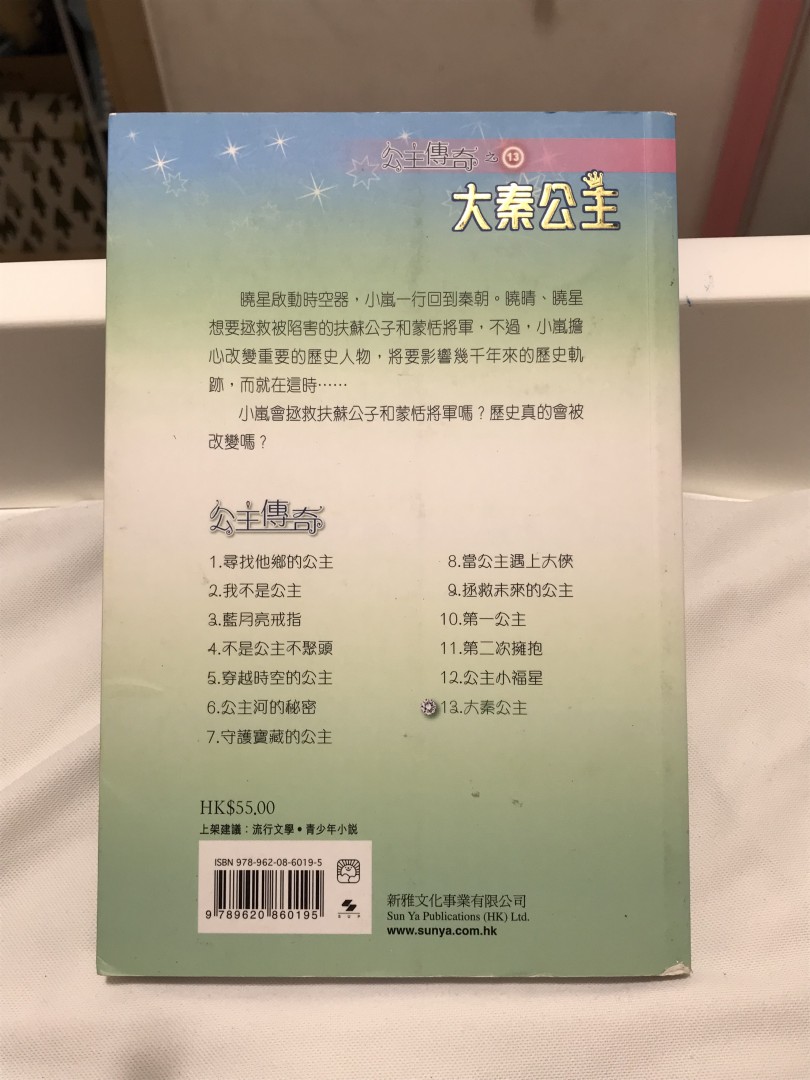 公主傳奇 之 13
大秦公主
曉星啟動時空器，小嵐一行回到秦朝。曉晴、曉星
想要拯救被陷害的扶蘇公子和蒙恬將軍，不過，小嵐擔
心改變重要的歷史人物，將要影響幾千年來的歷史軌
跡，而就在這時……
小嵐會拯救扶蘇公子和蒙恬將軍嗎？歷史真的會被
改變嗎？
公主傳奇
1.尋找他鄉的公主
2.我不是公主
3.藍月亮戒指
4.不是公主不聚頭
5.穿越時空的公主
6.公主河的秘密
7.守護寶藏的公主
8.當公主遇上大俠
9.拯救未來的公主
10.第一公主
11.第二次擁抱
12.公主小福星
13.大秦公主
HK$55.00
上架建議：流行文學•青少年小説
ISBN 978-962-08-6019-5
9 789620 860195
SUP
新雅文化事業有限公司
Sun Ya Publications (HK) Ltd.
www.sunya.com.hk